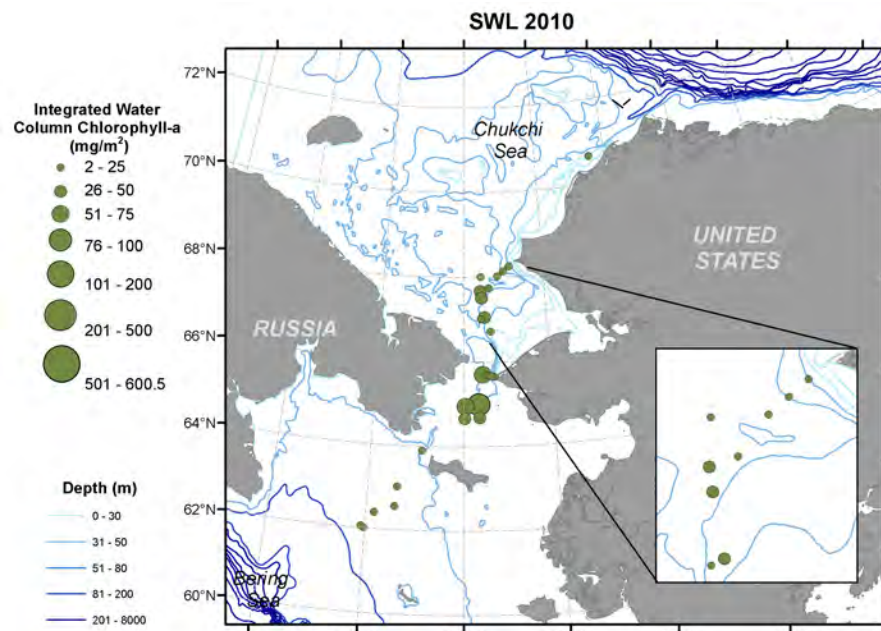 SWL 2010
Integrated Water
Column Chlorophyll-a
(mg/m²)
2 - 25
26 - 50
51 - 75
76 - 100
101 - 200
201 - 500
501 - 600.5
Depth (m)
0 - 30
31 - 50
51 - 80
81 - 200
201 - 8000
72°N
70°N
68°N
66°N
64°N
62°N
60°N
Chukchi
Sea
UNITED
STATES
RUSSIA
Bering
Sea